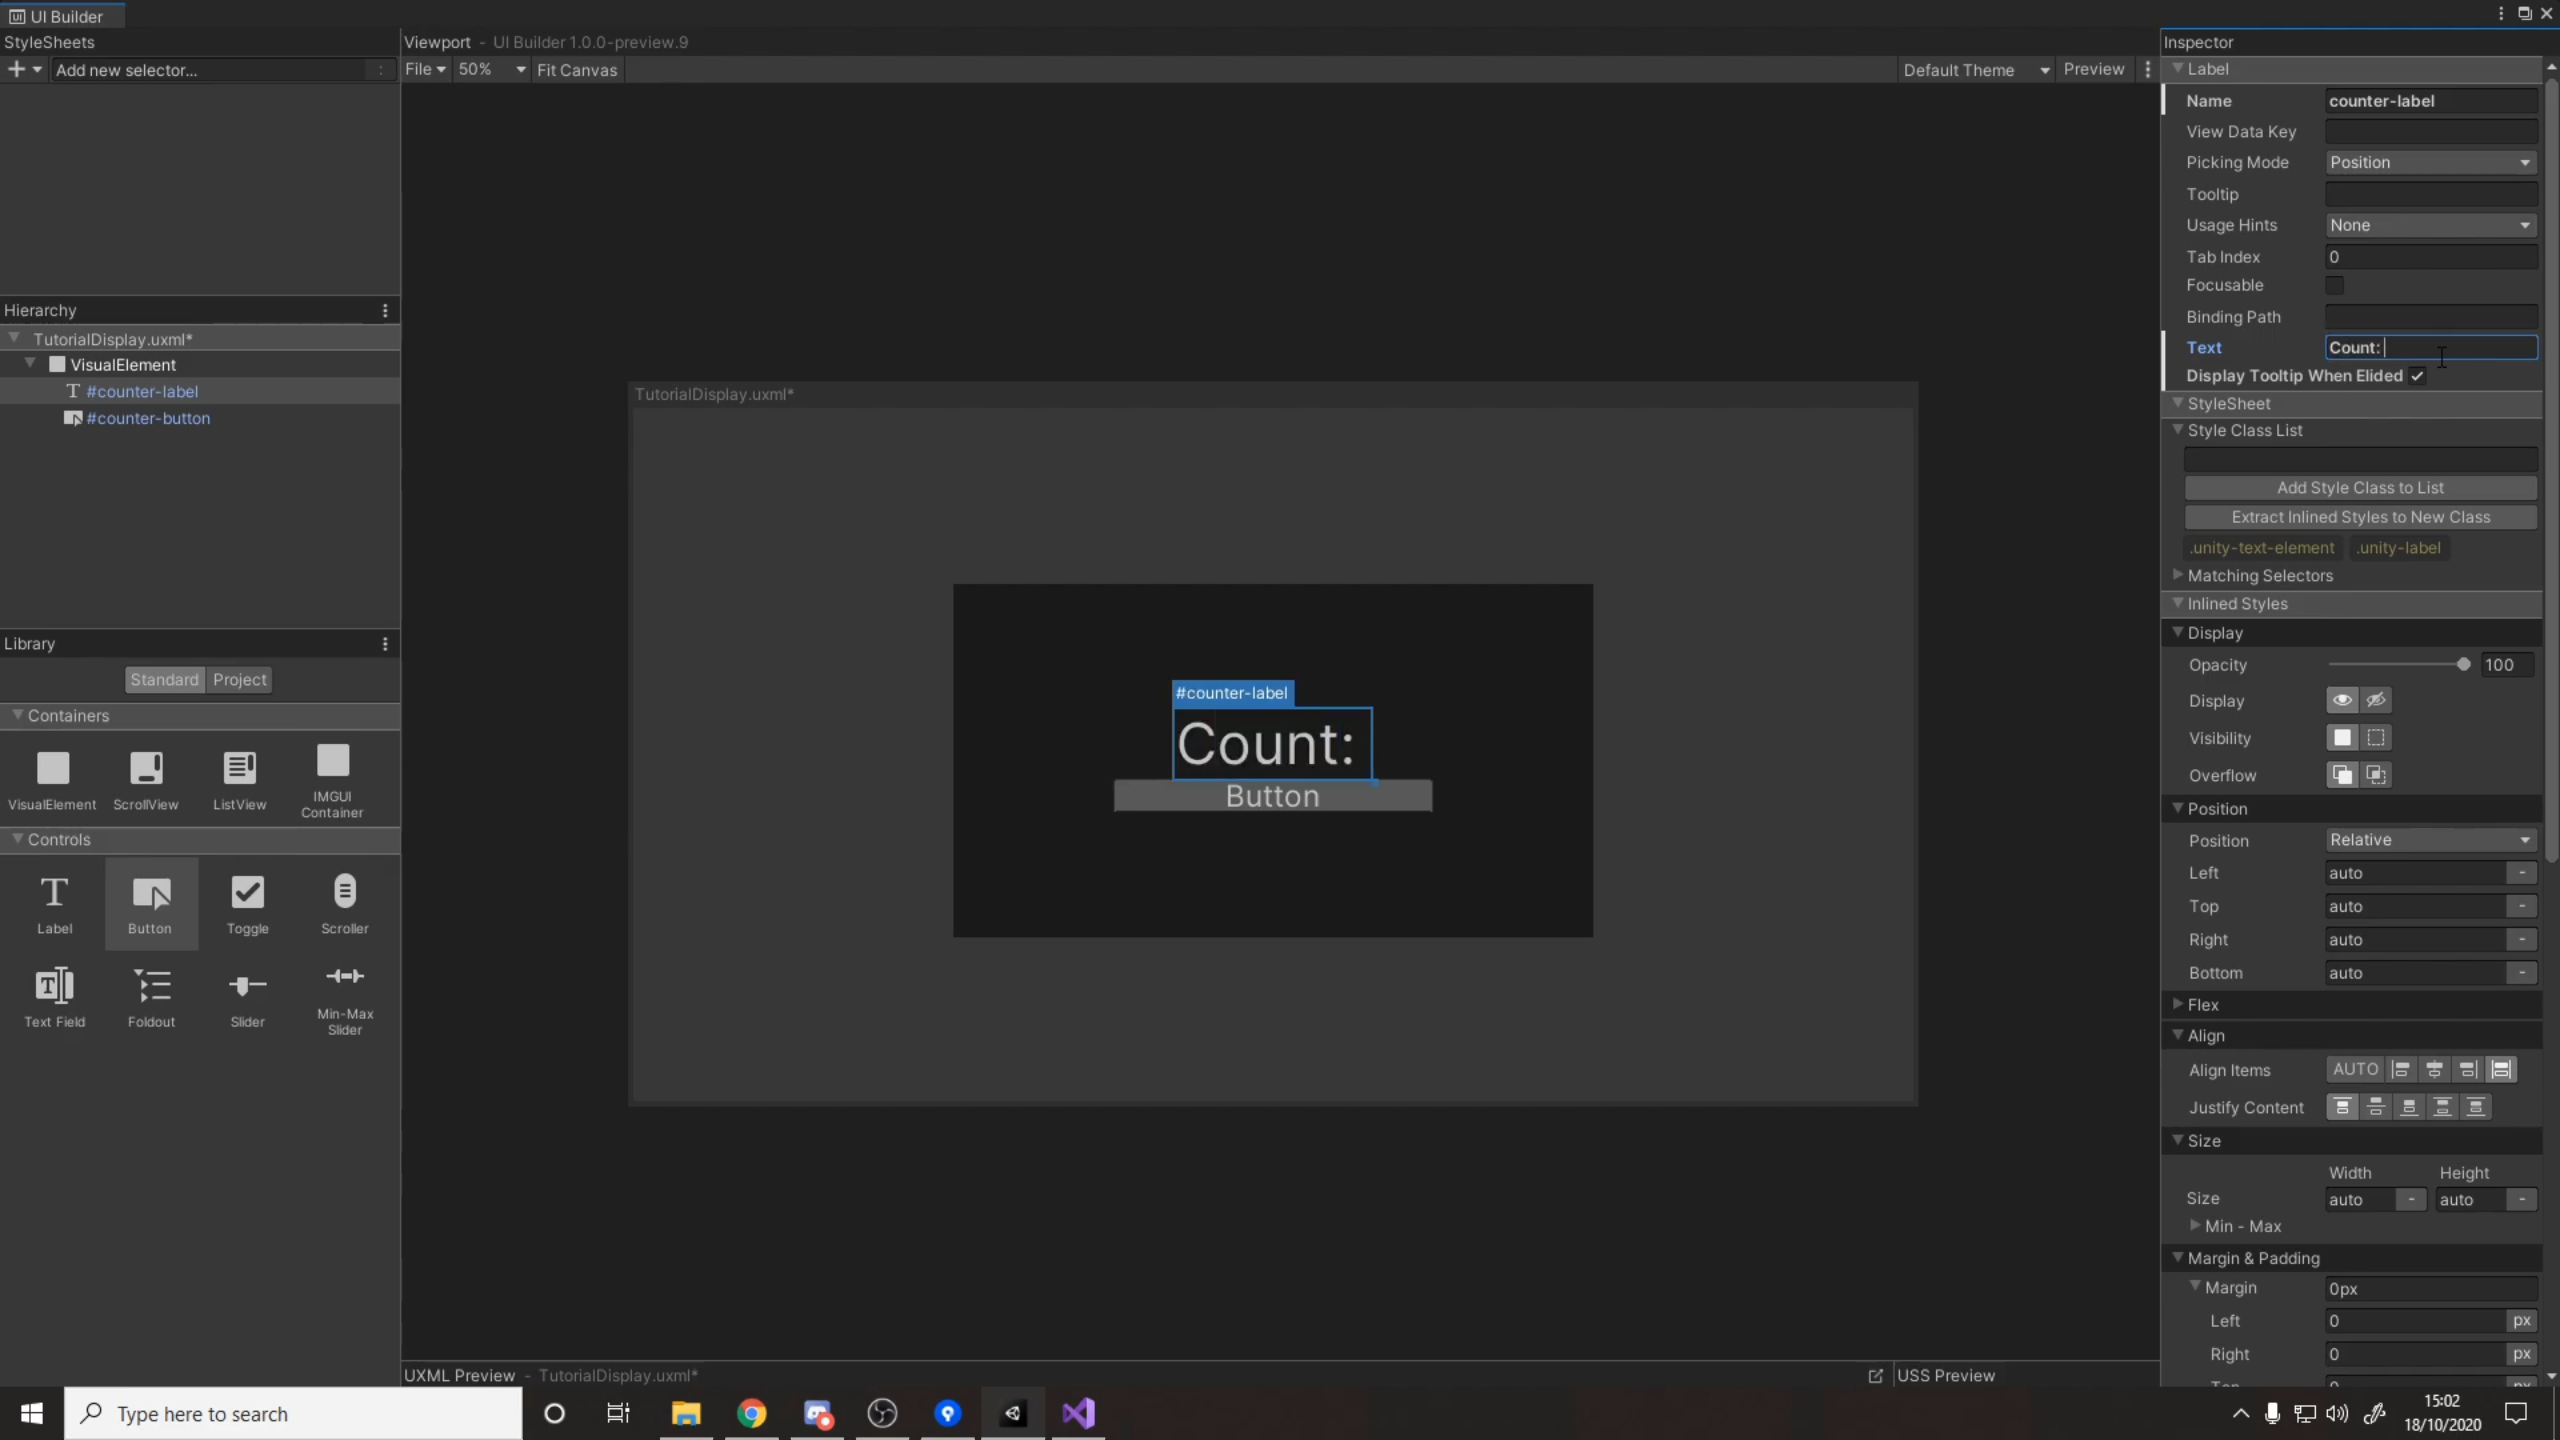 UI Builder
StyleSheets
Add new selector...
Hierarchy
TutorialDisplay.uxml*
VisualElement
#counter-label
#counter-button
Library
Standard Project
Containers
VisualElement ScrollView ListView IMGUI Container
Controls
Label Button Toggle Scroller
Text Field Foldout Slider Min-Max Slider
Viewport - UI Builder 1.0.0-preview.9
File 50% Fit Canvas Default Theme Preview
TutorialDisplay.uxml*
#counter-label
Count:
Button
UXML Preview - TutorialDisplay.uxml* USS Preview
Inspector
Label
Name counter-label
View Data Key
Picking Mode Position
Tooltip
Usage Hints None
Tab Index 0
Focusable
Binding Path
Text Count:
Display Tooltip When Elided
StyleSheet
Style Class List
Add Style Class to List
Extract Inlined Styles to New Class
.unity-text-element .unity-label
Matching Selectors
Inlined Styles
Display
Opacity 100
Display
Visibility
Overflow
Position
Position Relative
Left auto -
Top auto -
Right auto -
Bottom auto -
Flex
Align
Align Items AUTO
Justify Content
Size
Width Height
Size auto - auto -
Min - Max
Margin & Padding
Margin 0px
Left 0 px
Right 0 px
Type here to search
15:02
18/10/2020